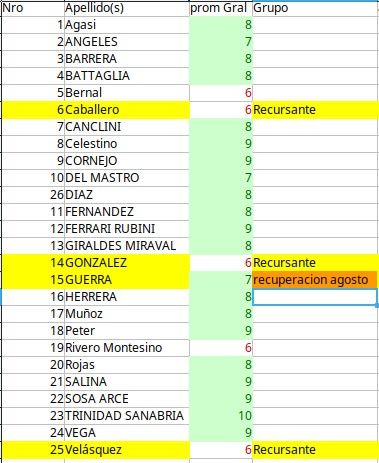 Nro Apellido(s) prom Gral Grupo
1 Agasi 8
2 ANGELES 7
3 BARRERA 8
4 BATTAGLIA 8
5 Bernal 6
6 Caballero 6 Recursante
7 CANCLINI 8
8 Celestino 9
9 CORNEJO 9
10 DEL MASTRO 7
26 DIAZ 8
11 FERNANDEZ 8
12 FERRARI RUBINI 9
13 GIRALDES MIRAVAL 8
14 GONZALEZ 6 Recursante
15 GUERRA 7 recuperacion agosto
16 HERRERA 8
17 Muñoz 8
18 Peter 9
19 Rivero Montesino 6
20 Rojas 8
21 SALINA 9
22 SOSA ARCE 9
23 TRINIDAD SANABRIA 10
24 VEGA 9
25 Velásquez 6 Recursante